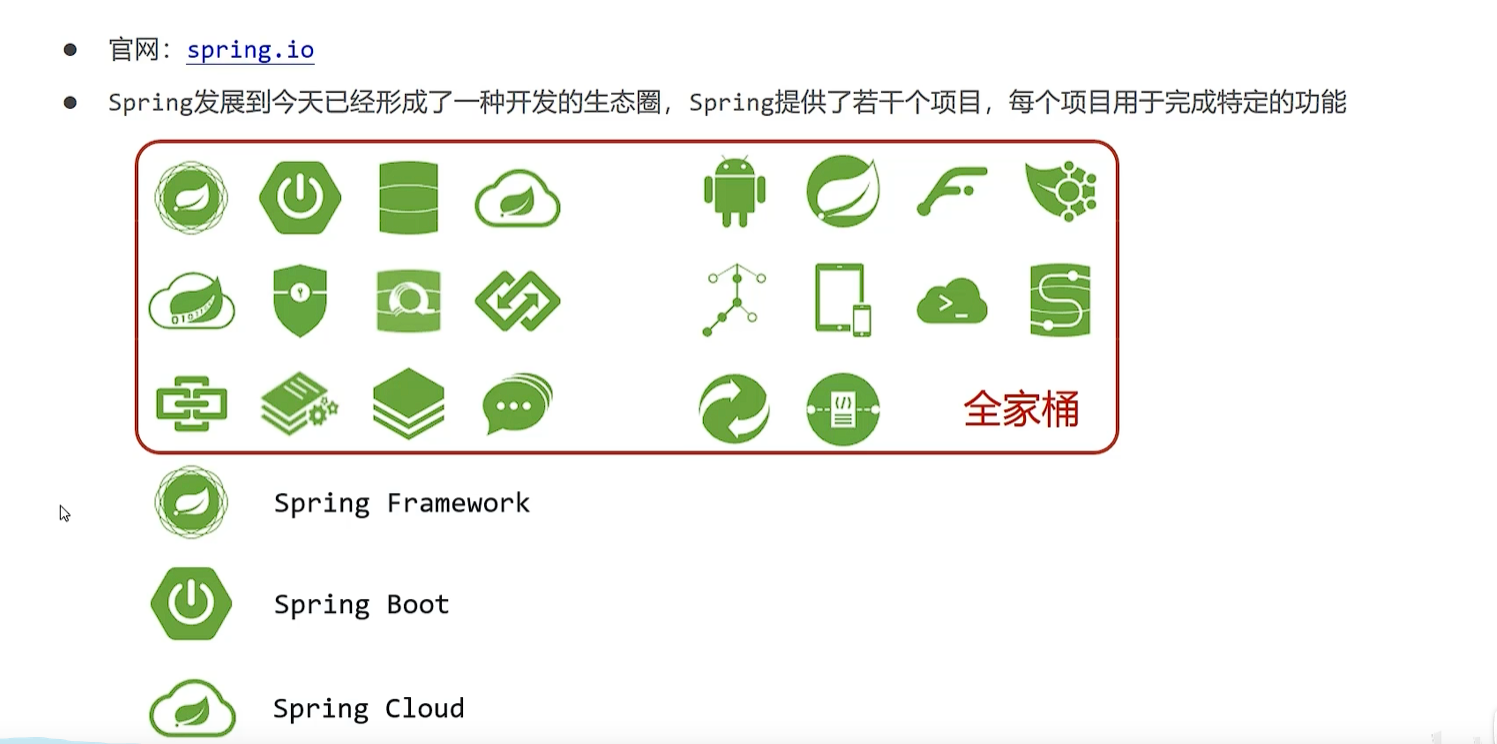 官网：spring.io
Spring发展到今天已经形成了一种开发的生态圈，Spring提供了若干个项目，每个项目用于完成特定的功能
全家桶
Spring Framework
Spring Boot
Spring Cloud